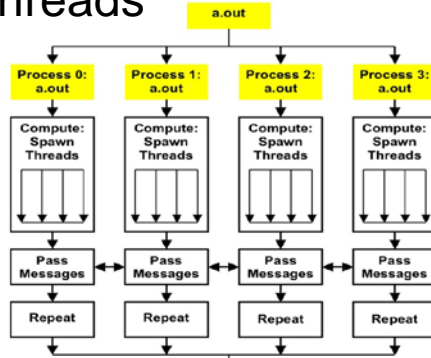 Threads
a.out
Process 0:
a.out
Process 1:
a.out
Process 2:
a.out
Process 3:
a.out
Compute:
Spawn
Threads
Compute:
Spawn
Threads
Compute:
Spawn
Threads
Compute:
Spawn
Threads
Pass
Messages
Pass
Messages
Pass
Messages
Pass
Messages
Repeat
Repeat
Repeat
Repeat